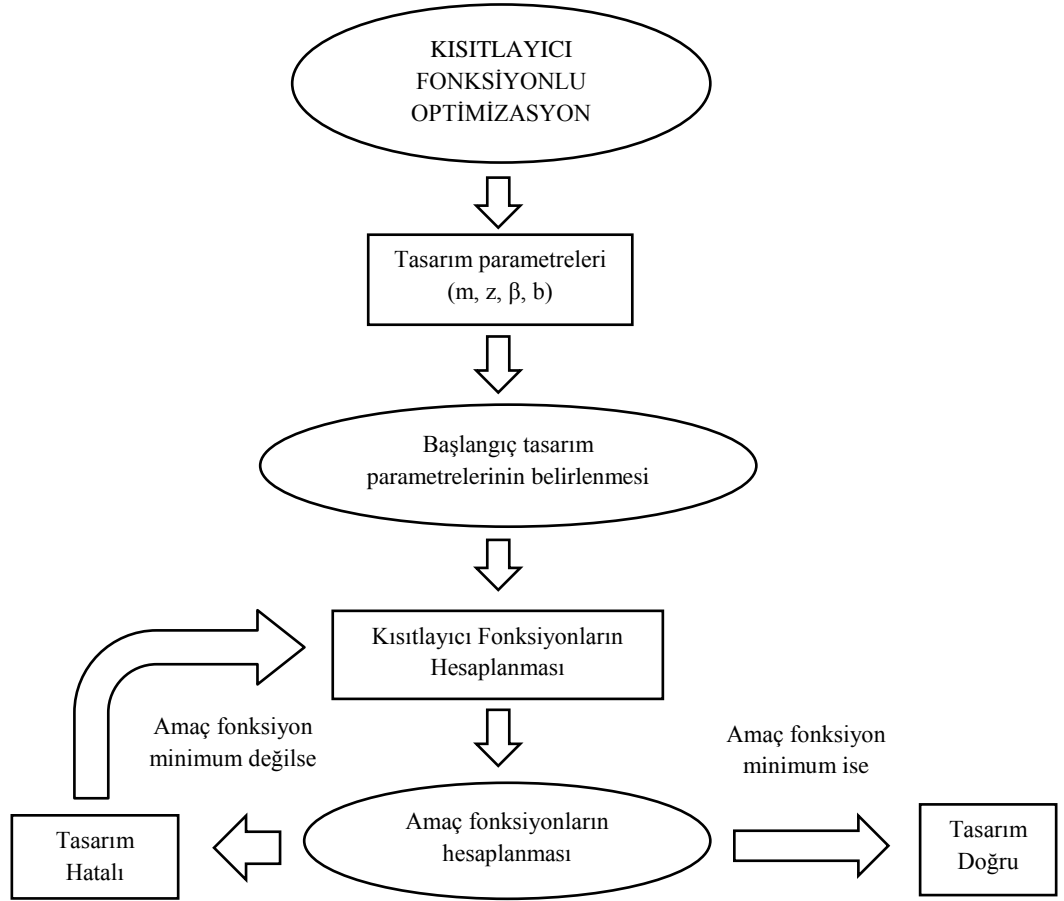 KISITLAYICI
FONKSİYONLU
OPTİMİZASYON
Tasarım parametreleri
(m, z, β, b)
Başlangıç tasarım
parametrelerinin belirlenmesi
Kısıtlayıcı Fonksiyonların
Hesaplanması
Amaç fonksiyon
minimum değilse
Amaç fonksiyon
minimum ise
Tasarım
Hatalı
Amaç fonksiyonların
hesaplanması
Tasarım
Doğru